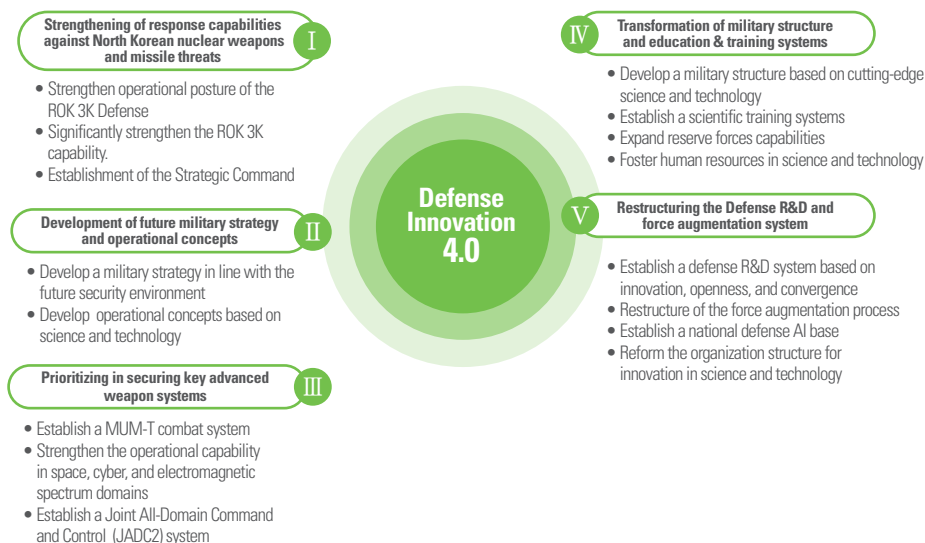 Strengthening of response capabilities
against North Korean nuclear weapons
and missile threats
I
• Strengthen operational posture of the
ROK 3K Defense
• Significantly strengthen the ROK 3K
capability.
• Establishment of the Strategic Command
Development of future military strategy
and operational concepts
II
• Develop a military strategy in line with the
future security environment
• Develop operational concepts based on
science and technology
Prioritizing in securing key advanced
weapon systems
III
• Establish a MUM-T combat system
• Strengthen the operational capability
in space, cyber, and electromagnetic
spectrum domains
• Establish a Joint All-Domain Command
and Control (JADC2) system
Defense
Innovation
4.0
IV
Transformation of military structure
and education & training systems
• Develop a military structure based on cutting-edge
science and technology
• Establish a scientific training systems
• Expand reserve forces capabilities
• Foster human resources in science and technology
V
Restructuring the Defense R&D and
force augmentation system
• Establish a defense R&D system based on
innovation, openness, and convergence
• Restructure of the force augmentation process
• Establish a national defense AI base
• Reform the organization structure for
innovation in science and technology